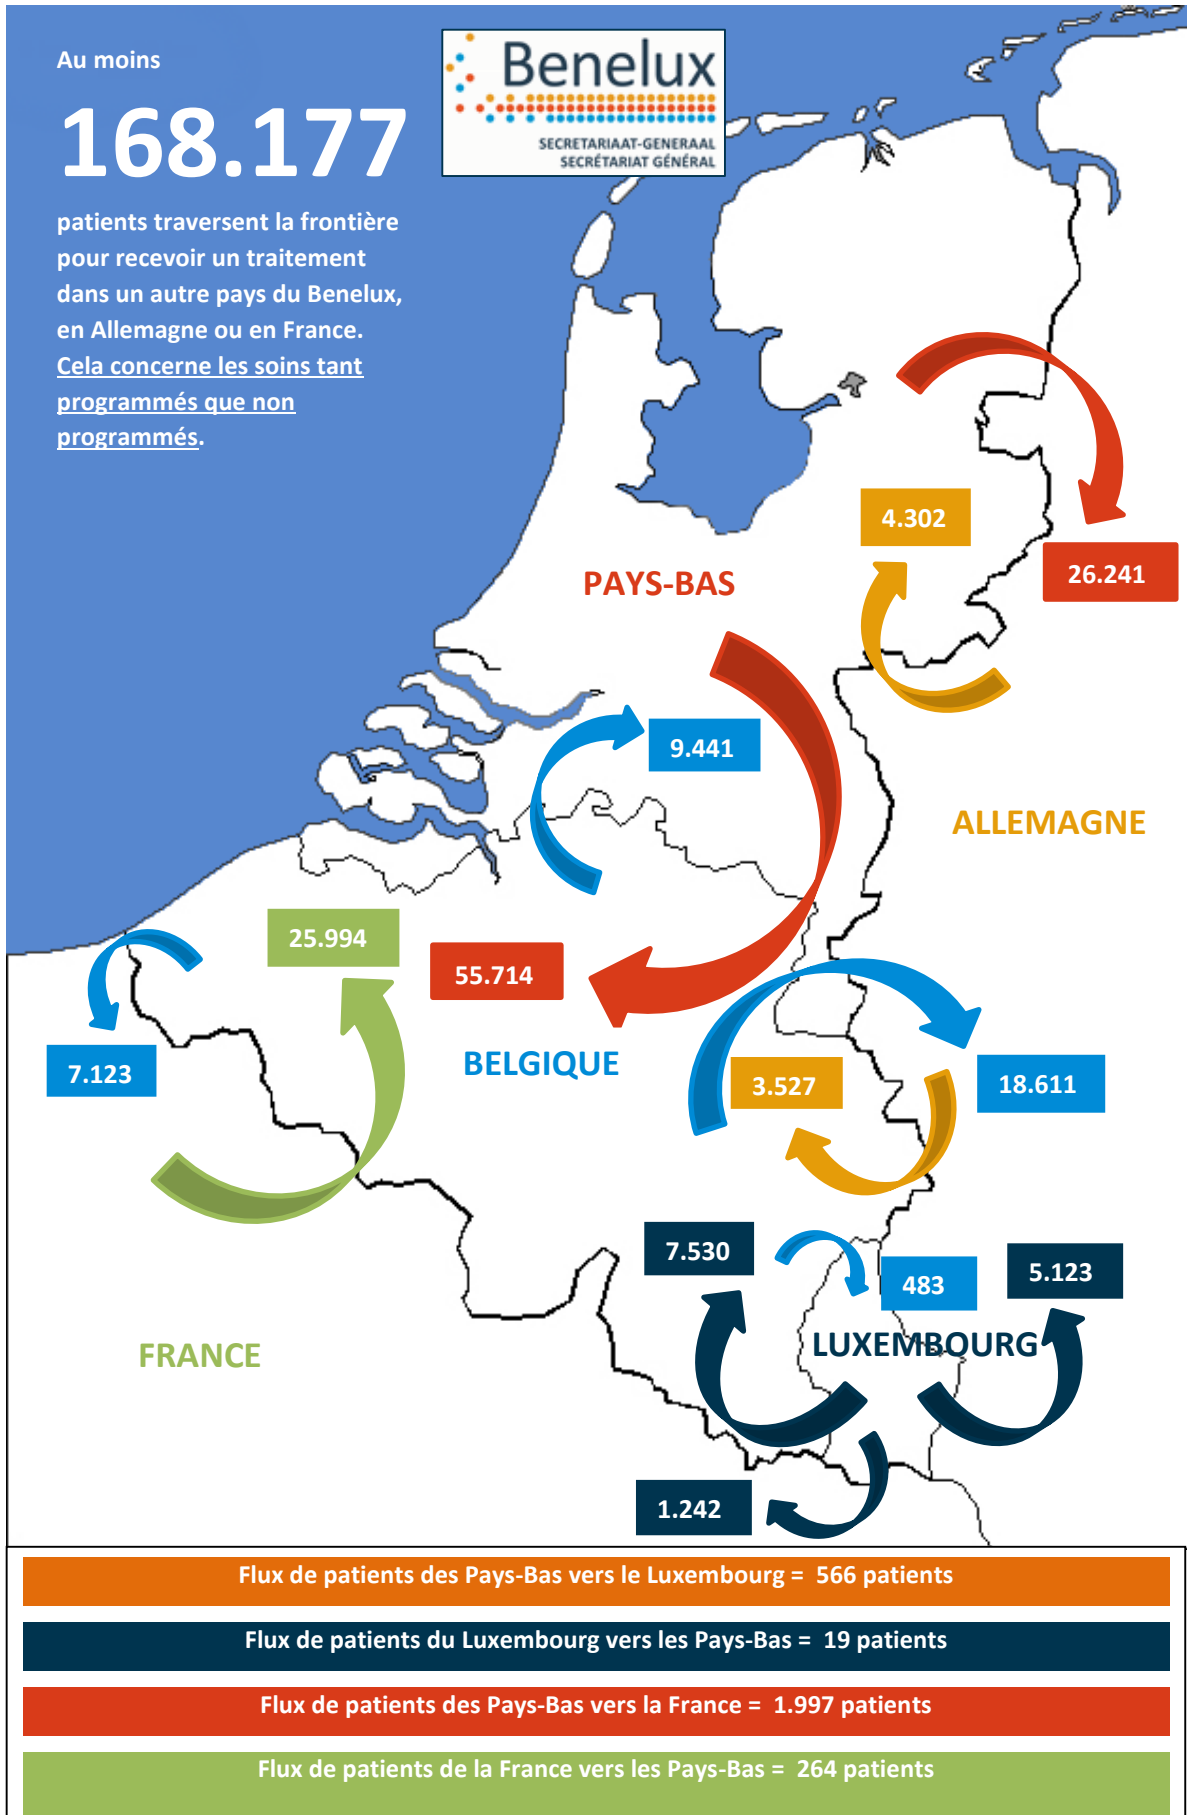 Au moins
168.177
patients traversent la frontière
pour recevoir un traitement
dans un autre pays du Benelux,
en Allemagne ou en France.
Cela concerne les soins tant
programmés que non
programmés.
Benelux
SECRETARIAAT-GENERAAL
SECRÉTARIAT GÉNÉRAL
4.302
26.241
PAYS-BAS
9.441
ALLEMAGNE
25.994
55.714
7.123
BELGIQUE
3.527
18.611
7.530
483
5.123
FRANCE
LUXEMBOURG
1.242
Flux de patients des Pays-Bas vers le Luxembourg = 566 patients
Flux de patients du Luxembourg vers les Pays-Bas = 19 patients
Flux de patients des Pays-Bas vers la France = 1.997 patients
Flux de patients de la France vers les Pays-Bas = 264 patients